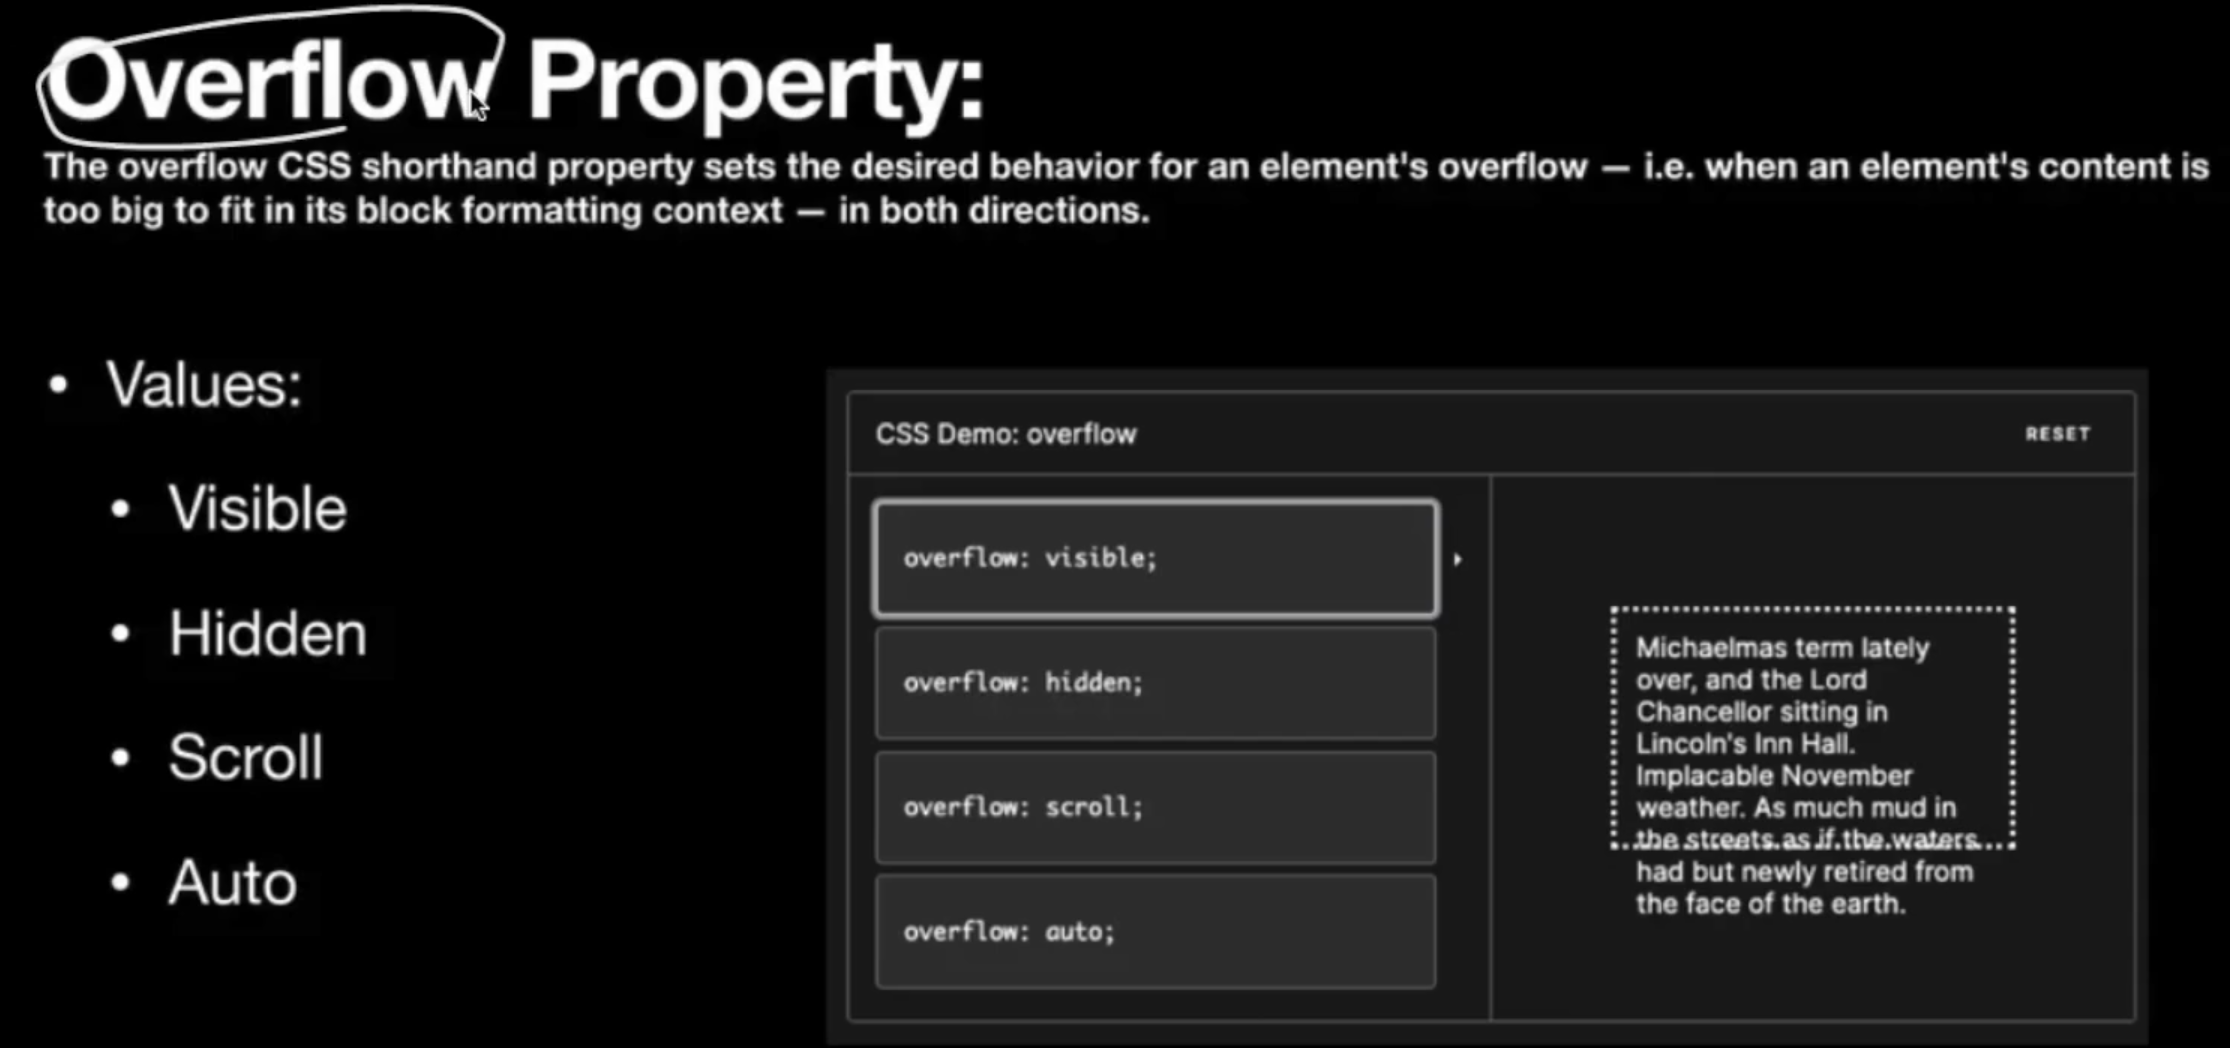 Overflow Property:
The overflow CSS shorthand property sets the desired behavior for an element's overflow — i.e. when an element's content is
too big to fit in its block formatting context — in both directions.
• Values:
• Visible
• Hidden
• Scroll
• Auto
CSS Demo: overflow
RESET
overflow: visible;
overflow: hidden;
overflow: scroll;
overflow: auto;
Michaelmas term lately
over, and the Lord
Chancellor sitting in
Lincoln's Inn Hall.
Implacable November
weather. As much mud in
the streets as if the waters
had but newly retired from
the face of the earth.